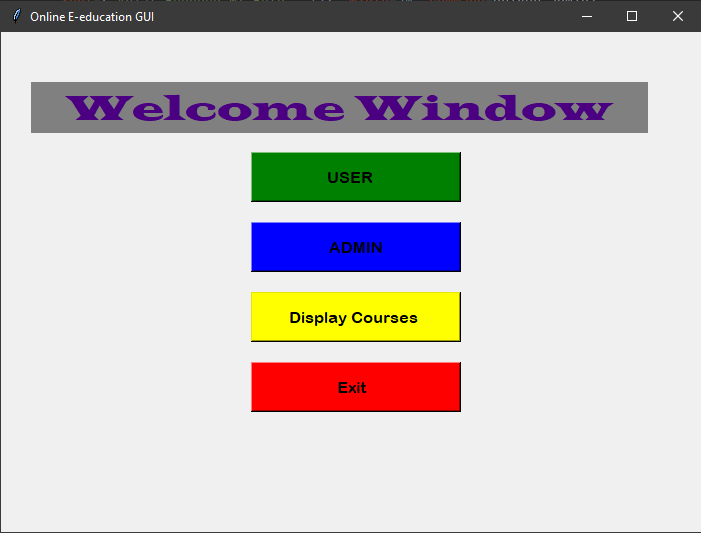 Online E-education GUI
Welcome Window
USER
ADMIN
Display Courses
Exit